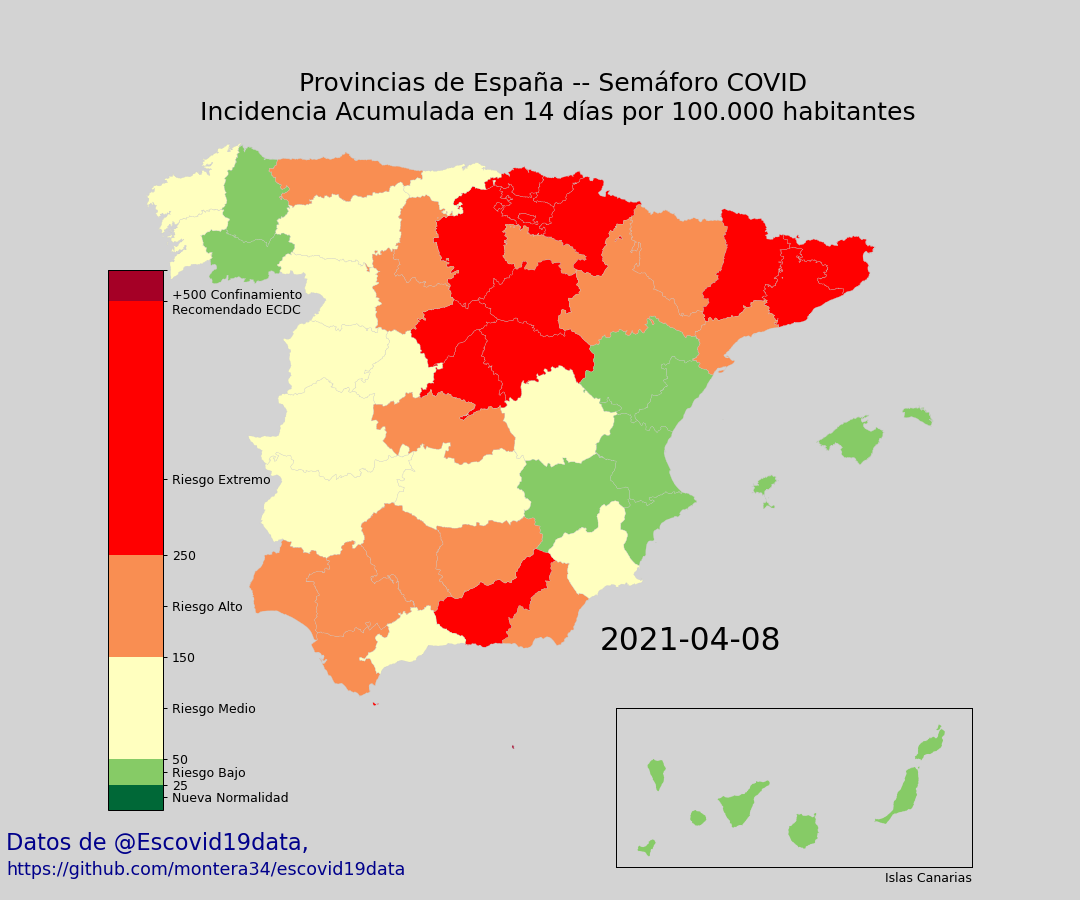 Provincias de España -- Semáforo COVID
Incidencia Acumulada en 14 días por 100.000 habitantes
+500 Confinamiento
Recomendado ECDC
Riesgo Extremo
250
Riesgo Alto
150
Riesgo Medio
50
Riesgo Bajo
25
Nueva Normalidad
2021-04-08
Datos de @Escovid19data,
https://github.com/montera34/escovid19data
Islas Canarias